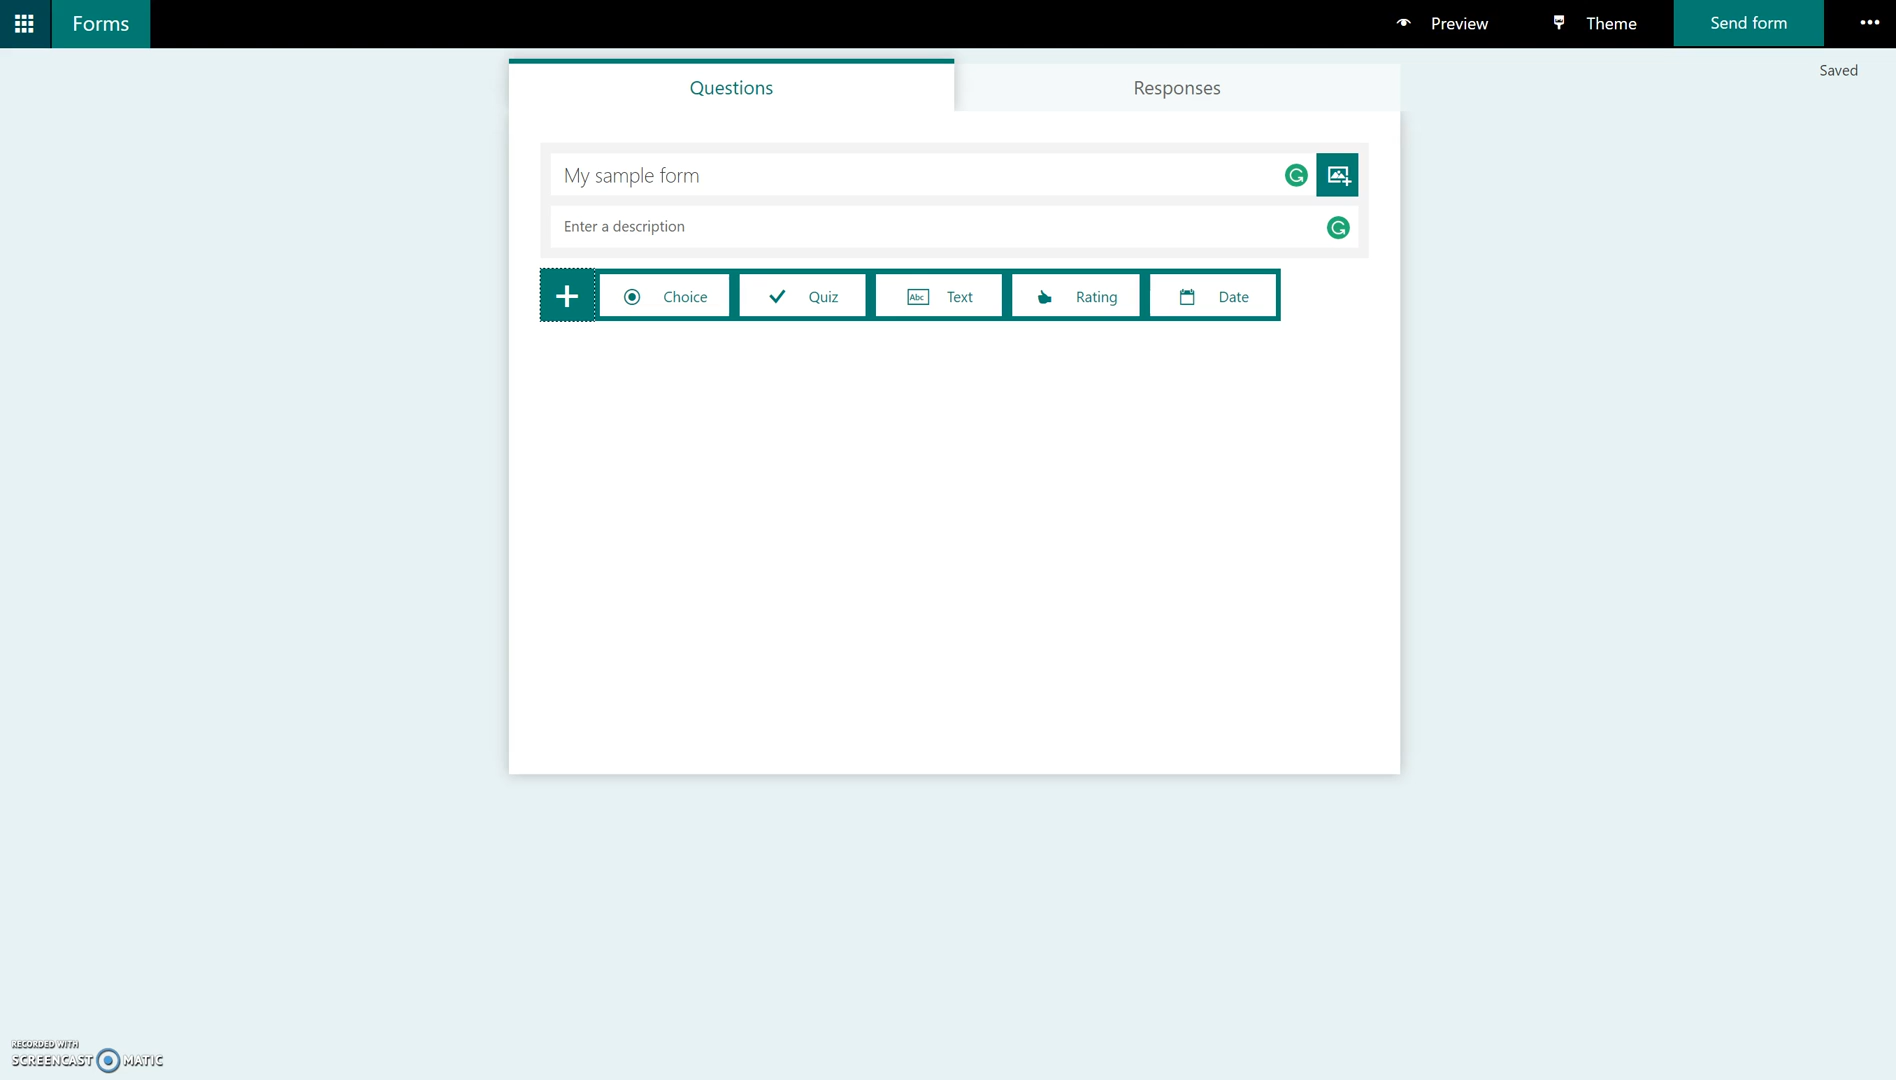 Forms
Preview
Theme
Send form
Saved
Questions
Responses
My sample form
Enter a description
Choice
Quiz
Abc
Text
Rating
Date
RECORDED WITH
SCREENCAST MATIC